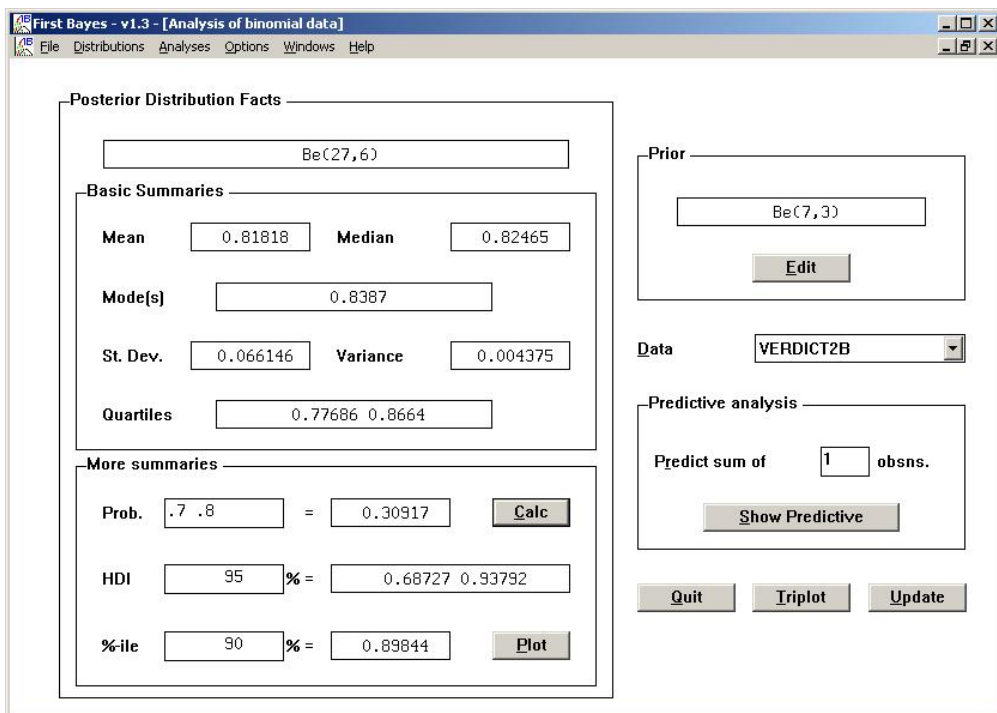 First Bayes - v1.3 - [Analysis of binomial data]
File Distributions Analyses Options Windows Help
Posterior Distribution Facts
Be(27,6)
Basic Summaries
Mean 0.81818 Median 0.82465
Mode(s) 0.8387
St. Dev. 0.066146 Variance 0.004375
Quartiles 0.77686 0.8664
More summaries
Prob. .7 .8 = 0.30917 Calc
HDI 95 % = 0.68727 0.93792
%-ile 90 % = 0.89844 Plot
Prior
Be(7,3)
Edit
Data VERDICT2B
Predictive analysis
Predict sum of 1 obsns.
Show Predictive
Quit Triplot Update